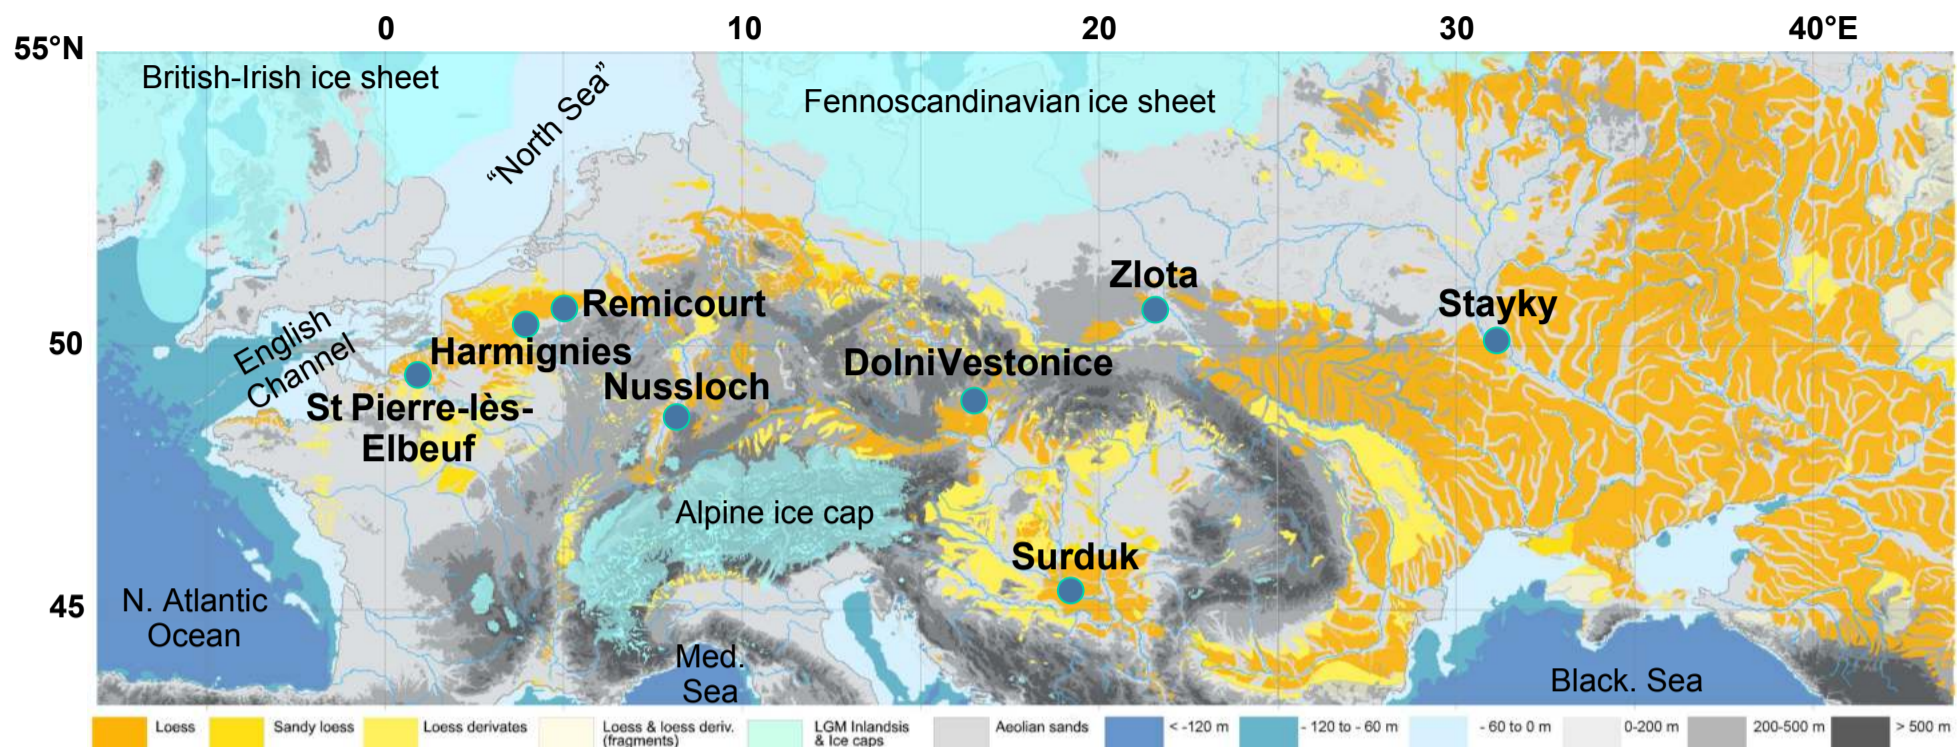 0 10 20 30 40°E
55°N
British-Irish ice sheet
"North Sea"
Fennoscandinavian ice sheet
Zlota
Stayky
Remicourt
50
English
Channel
Harmignies
DolniVestonice
Nussloch
St Pierre-lès-
Elbeuf
Alpine ice cap
Surduk
45
N. Atlantic
Ocean
Med.
Sea
Black. Sea
Loess
Sandy loess
Loess derivates
Loess & loess deriv.
(fragments)
LGM Inlandsis
& Ice caps
Aeolian sands
< -120 m
- 120 to - 60 m
- 60 to 0 m
0-200 m
200-500 m
> 500 m